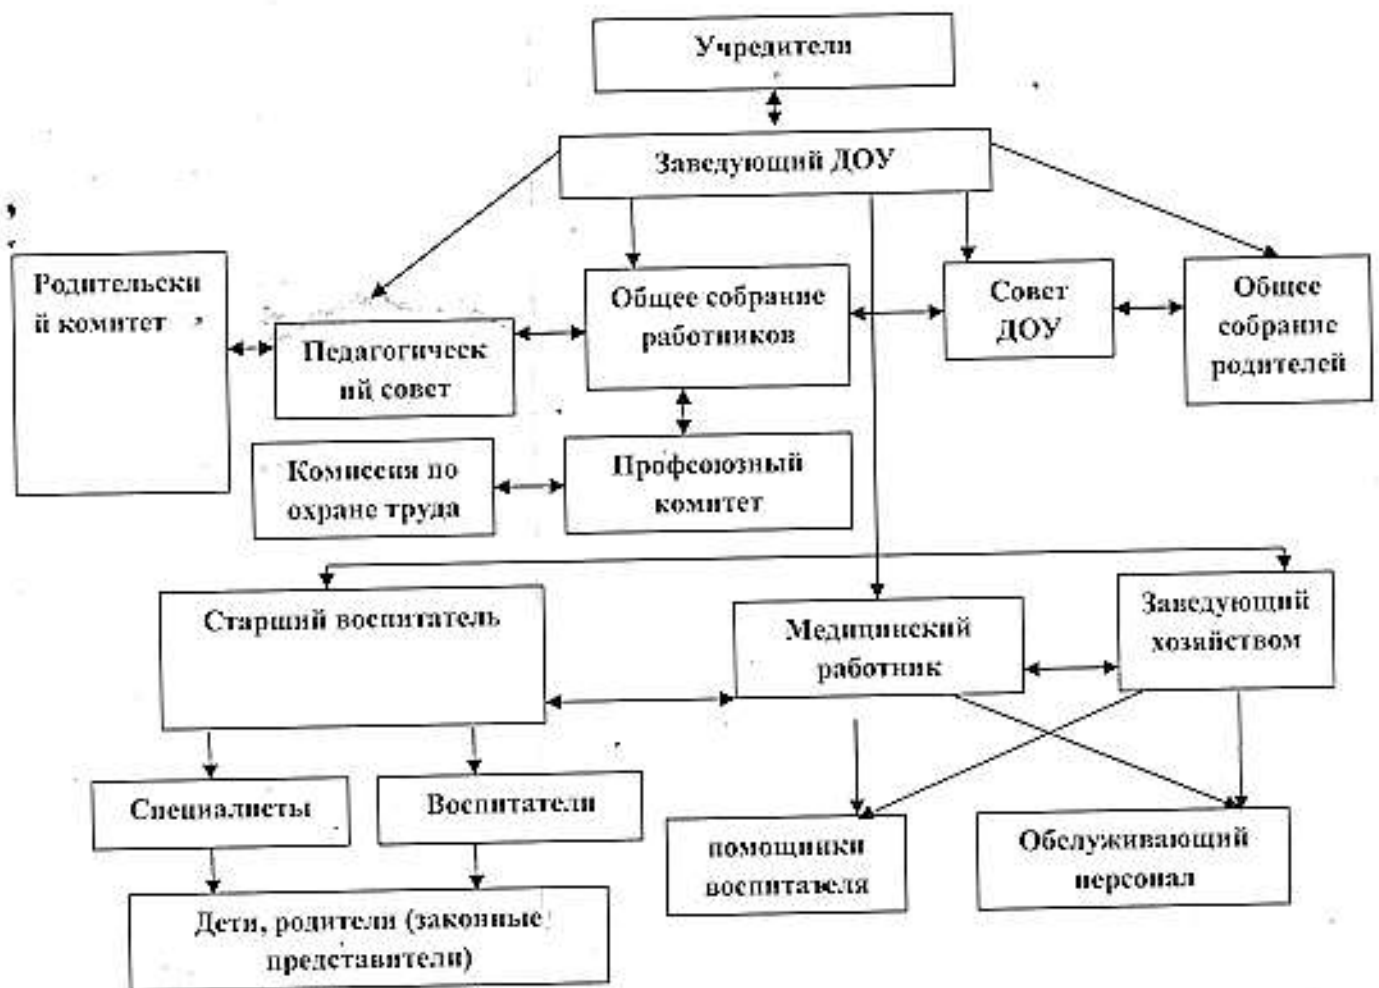 Учредители
Заведующий ДОУ
Родительски
й комитет
Педагогическ
ий совет
Общее собрание
работников
Совет
ДОУ
Общее
собрание
родителей
Комиссия по
охране труда
Профсоюзный
комитет
Старший воспитатель
Медицинский
работник
Заведующий
хозяйством
Специалисты
Воспитатели
помощники
воспитателя
Обслуживающий
персонал
Дети, родители (законные
представители)